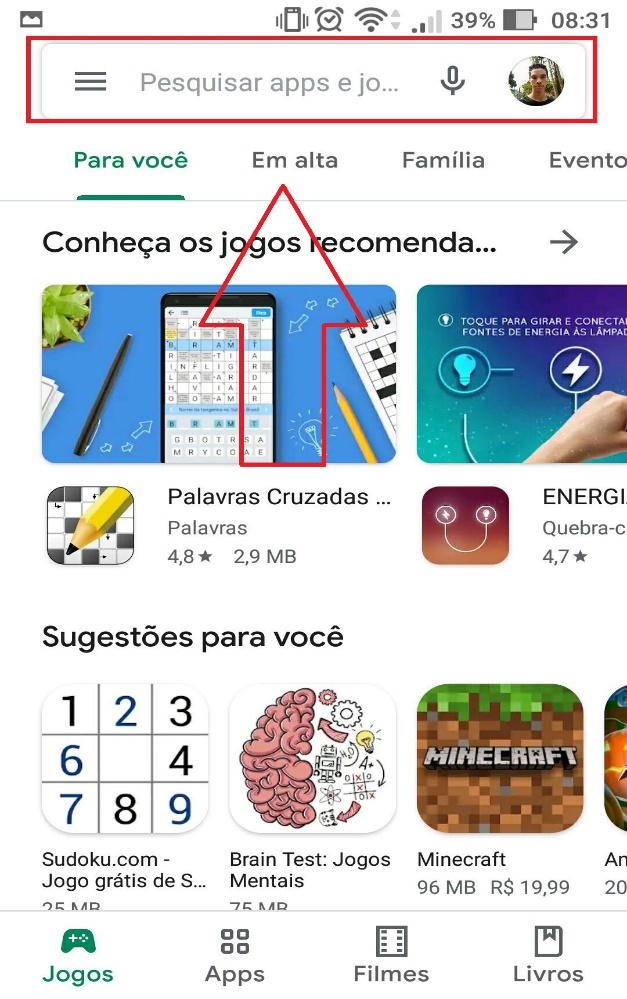 39% 08:31
Pesquisar apps e jo...
Para você Em alta Família Evento
Conheça os jogos recomenda...
TOQUE PARA GIRAR E CONECTA
FONTES DE ENERGIA ÀS LÂMPAD
Palavras Cruzadas ...
Palavras
4,8★ 2,9 MB
ENERGI
Quebra-c
4,7★
Sugestões para você
1 2 3
6 4
7 8 9
MINECRAFT
Sudoku.com -
Jogo grátis de S...
25 MB
Brain Test: Jogos
Mentais
75 MB
Minecraft
96 MB R$ 19,99
An
20
Jogos Apps Filmes Livros